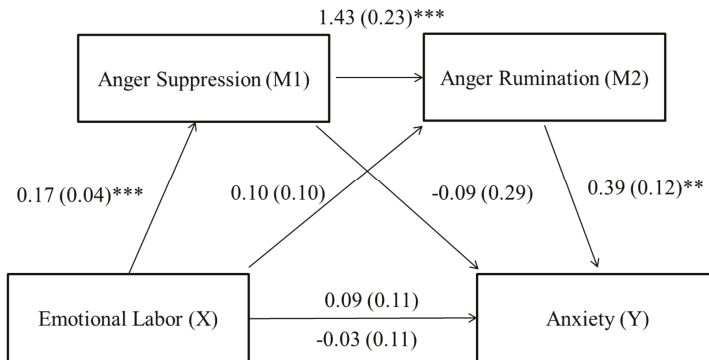 1.43 (0.23)***
Anger Suppression (M1)
Anger Rumination (M2)
0.17 (0.04)***
0.10 (0.10)
-0.09 (0.29)
0.39 (0.12)**
Emotional Labor (X)
0.09 (0.11)
-0.03 (0.11)
Anxiety (Y)